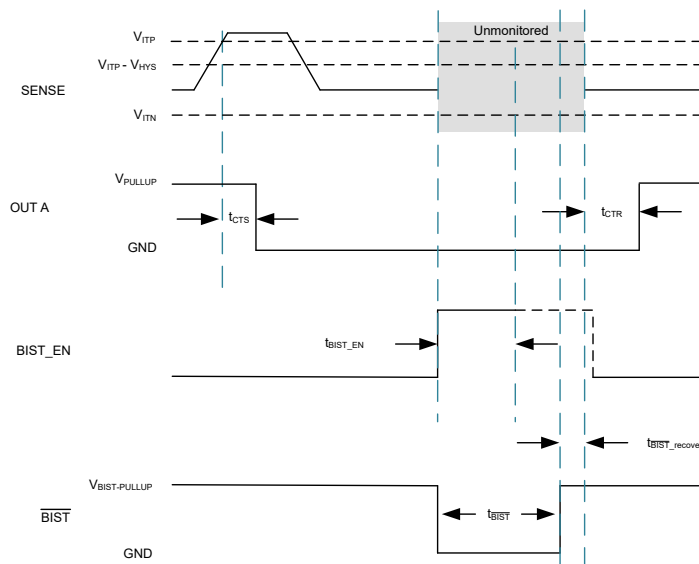 Unmonitored
VITP
VITP - VHYS
SENSE
VITN
VPULLUP
OUT A
tCTS
tCTR
GND
BIST_EN
tBIST_EN
tBIST_recove
VBIST-PULLUP
BIST
tBIST
GND